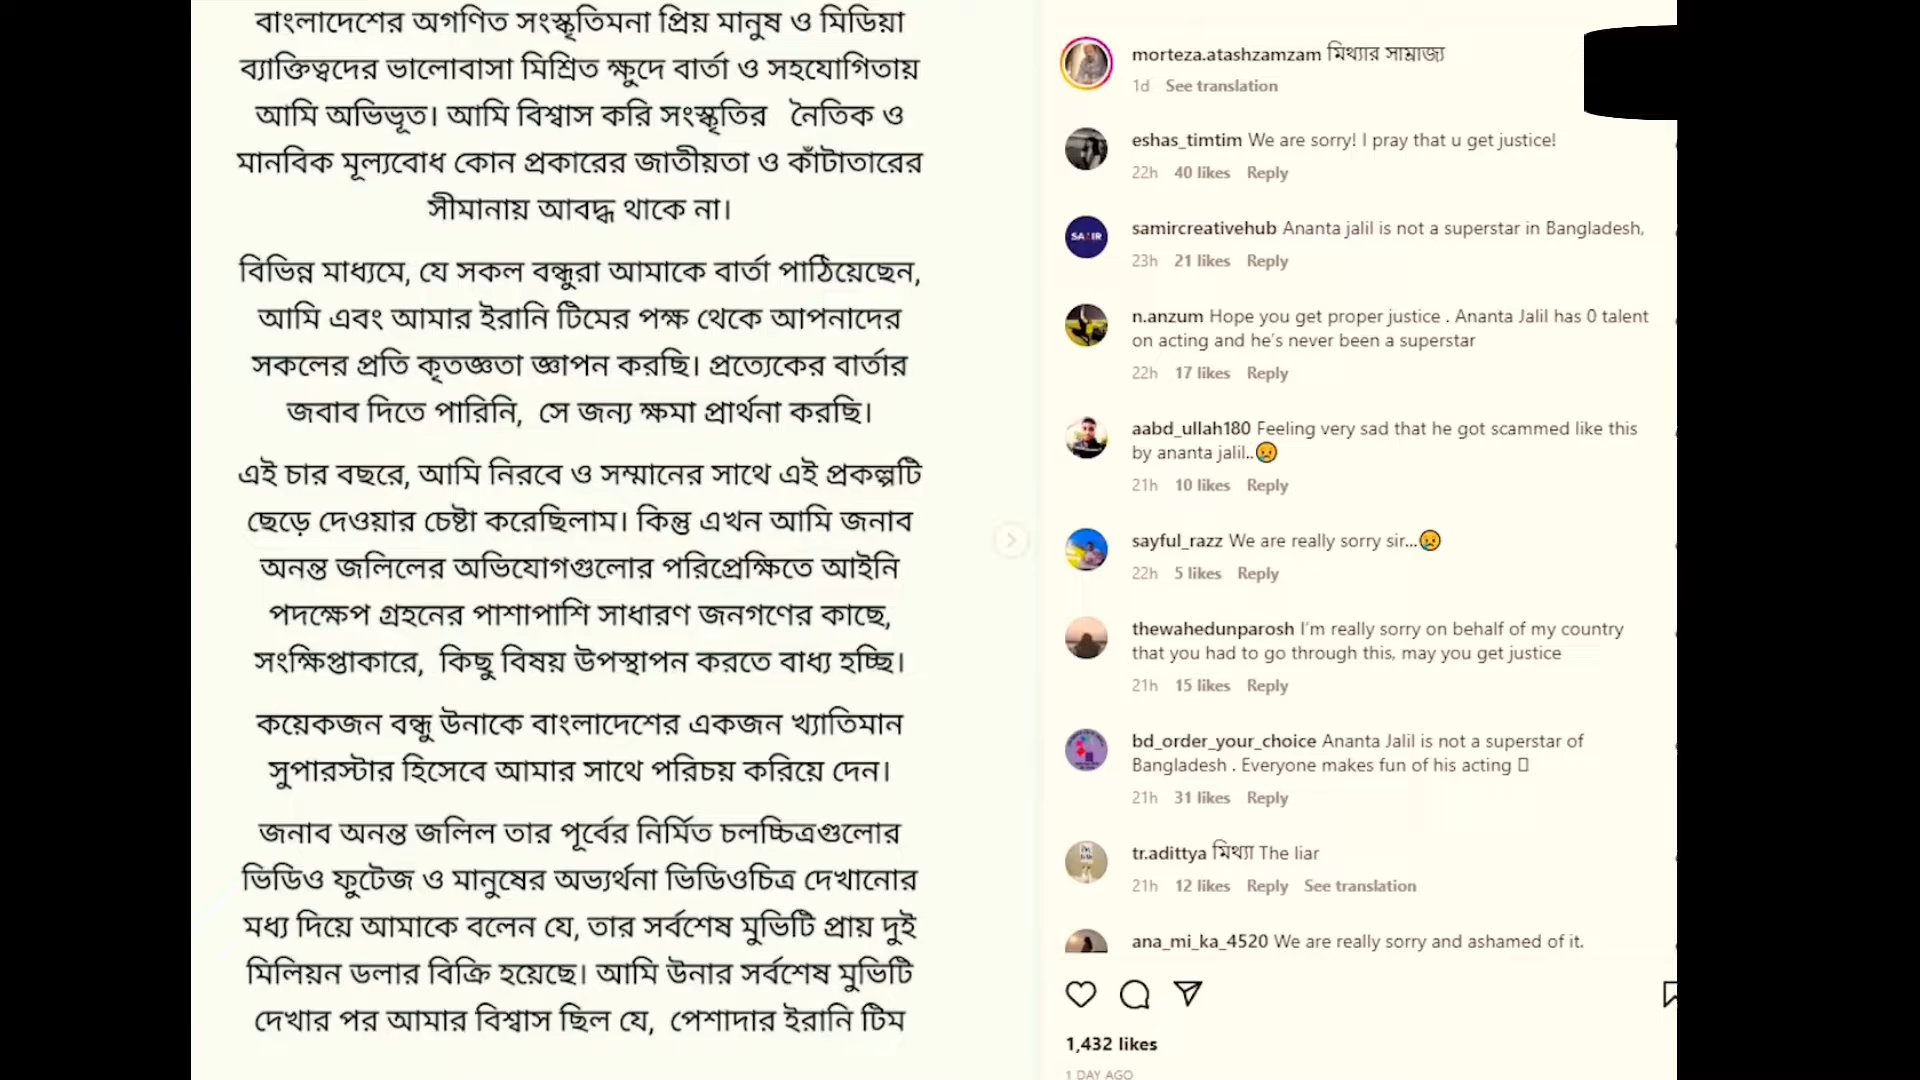 বাংলাদেশের অগণিত সংস্কৃতিমনা প্রিয় মানুষ ও মিডিয়া
ব্যাক্তিত্বদের ভালোবাসা মিশ্রিত ক্ষুদে বার্তা ও সহযোগিতায়
আমি অভিভূত। আমি বিশ্বাস করি সংস্কৃতির নৈতিক ও
মানবিক মূল্যবোধ কোন প্রকারের জাতীয়তা ও কাঁটাতারের
সীমানায় আবদ্ধ থাকে না।
বিভিন্ন মাধ্যমে, যে সকল বন্ধুরা আমাকে বার্তা পাঠিয়েছেন,
আমি এবং আমার ইরানি টিমের পক্ষ থেকে আপনাদের
সকলের প্রতি কৃতজ্ঞতা জ্ঞাপন করছি। প্রত্যেকের বার্তার
জবাব দিতে পারিনি, সে জন্য ক্ষমা প্রার্থনা করছি।
এই চার বছরে, আমি নিরবে ও সম্মানের সাথে এই প্রকল্পটি
ছেড়ে দেওয়ার চেষ্টা করেছিলাম। কিন্তু এখন আমি জনাব
অনন্ত জলিলের অভিযোগগুলোর পরিপ্রেক্ষিতে আইনি
পদক্ষেপ গ্রহনের পাশাপাশি সাধারণ জনগণের কাছে,
সংক্ষিপ্তাকারে, কিছু বিষয় উপস্থাপন করতে বাধ্য হচ্ছি।
কয়েকজন বন্ধু উনাকে বাংলাদেশের একজন খ্যাতিমান
সুপারস্টার হিসেবে আমার সাথে পরিচয় করিয়ে দেন।
জনাব অনন্ত জলিল তার পূর্বের নির্মিত চলচ্চিত্রগুলোর
ভিডিও ফুটেজ ও মানুষের অভ্যর্থনা ভিডিওচিত্র দেখানোর
মধ্য দিয়ে আমাকে বলেন যে, তার সর্বশেষ মুভিটি প্রায় দুই
মিলিয়ন ডলার বিক্রি হয়েছে। আমি উনার সর্বশেষ মুভিটি
দেখার পর আমার বিশ্বাস ছিল যে, পেশাদার ইরানি টিম
morteza.atashzamzam মিথ্যার সাম্রাজ্য
1d See translation
eshas_timtim We are sorry! I pray that u get justice!
22h 40 likes Reply
SAMIR
samircreativehub Ananta jalil is not a superstar in Bangladesh,
23h 21 likes Reply
n.anzum Hope you get proper justice . Ananta Jalil has 0 talent
on acting and he's never been a superstar
22h 17 likes Reply
aabd_ullah180 Feeling very sad that he got scammed like this
by ananta jalil..😥
21h 10 likes Reply
sayful_razz We are really sorry sir...😥
22h 5 likes Reply
thewahedunparosh I'm really sorry on behalf of my country
that you had to go through this, may you get justice
21h 15 likes Reply
bd_order_your_choice Ananta Jalil is not a superstar of
Bangladesh . Everyone makes fun of his acting
21h 31 likes Reply
tr.adittya মিথ্যা The liar
21h 12 likes Reply See translation
ana_mi_ka_4520 We are really sorry and ashamed of it.
1,432 likes
1 DAY AGO